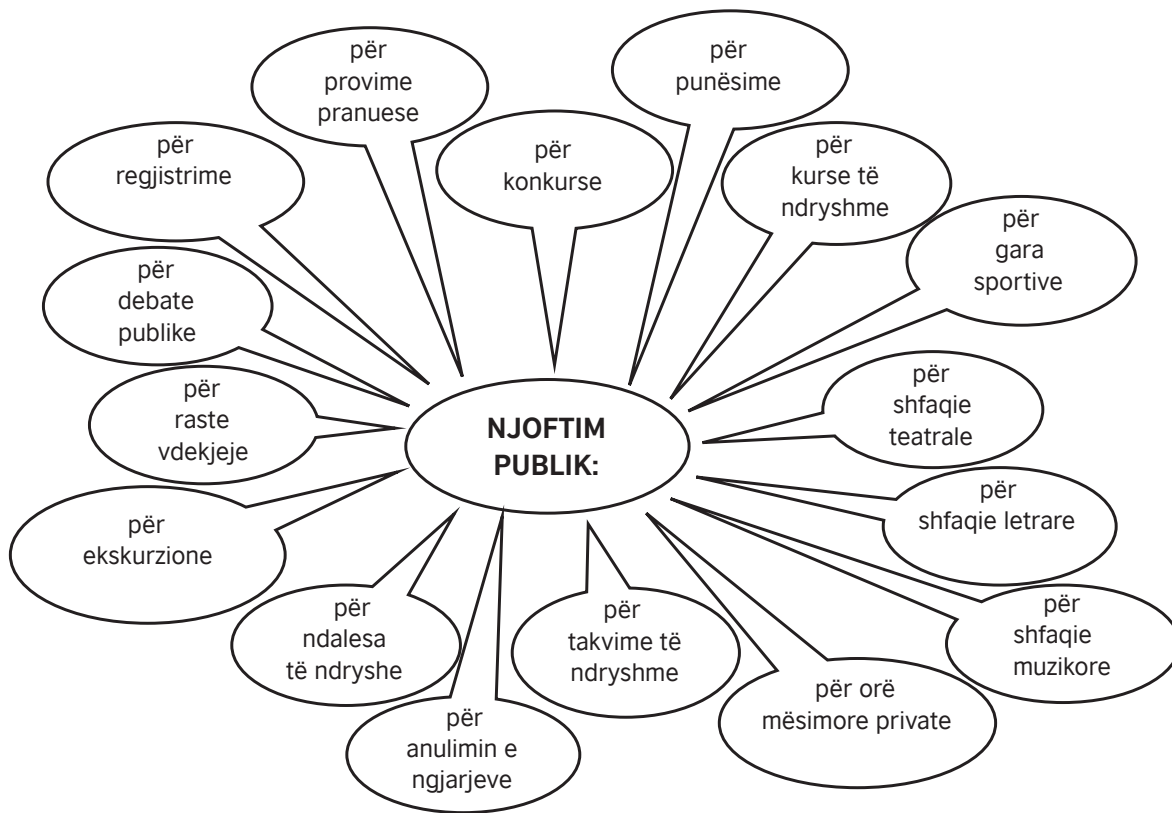 për
provime
pranuese
për
punësime
për
regjistrime
për
konkurse
për
kurse të
ndryshme
për
gara
sportive
për
debate
publike
për
raste
vdekjeje
NJOFTIM
PUBLIK:
për
shfaqie
teatrale
për
shfaqie letrare
për
ekskurzione
për
ndalesa
të ndryshe
për
takvime të
ndryshme
për
shfaqie
muzikore
për orë
mësimore private
për
anulimin e
ngjarjeve